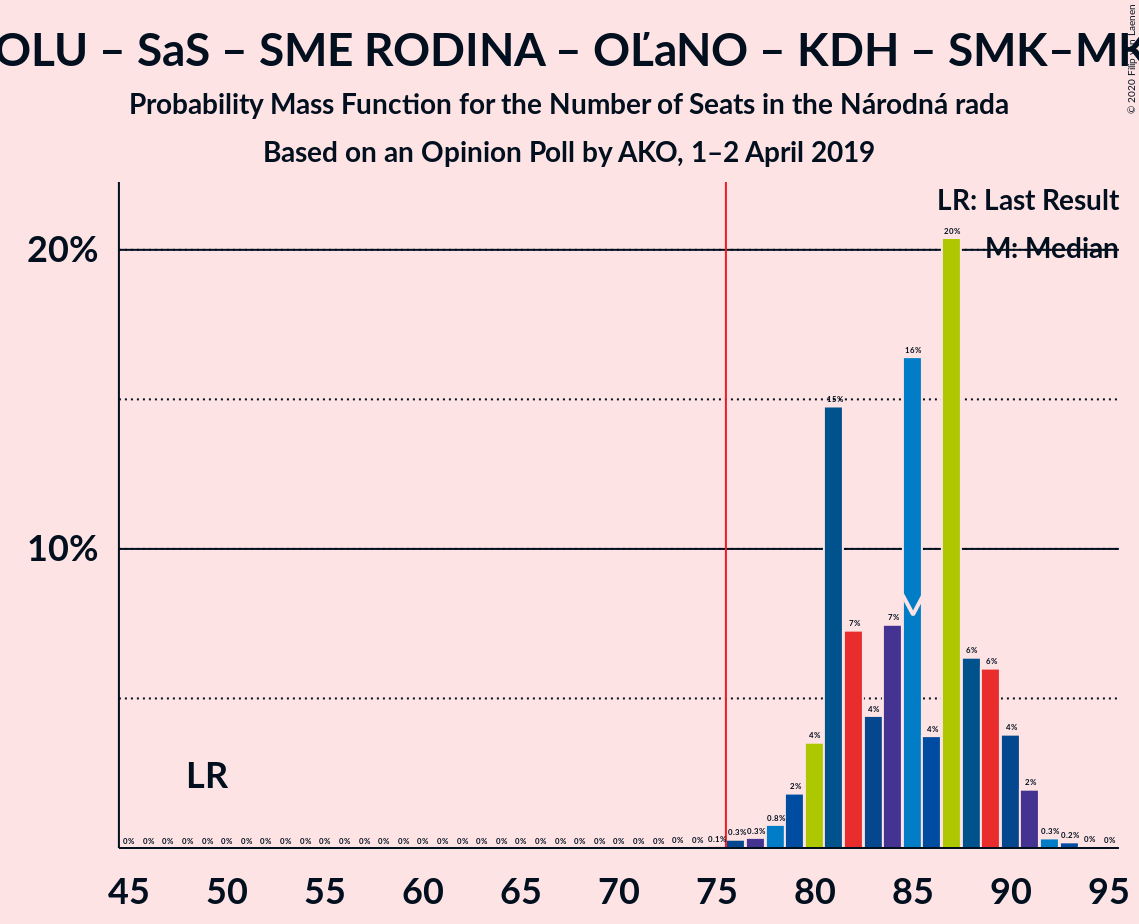 OLU – SaS – SME RODINA – OĽaNO – KDH – SMK–MK
Probability Mass Function for the Number of Seats in the Národná rada
Based on an Opinion Poll by AKO, 1–2 April 2019
© 2020 Filip van Laenen
LR: Last Result
M: Median
20%
10%
LR
0% 0% 0% 0% 0% 0% 0% 0% 0% 0% 0% 0% 0% 0% 0% 0% 0% 0% 0% 0% 0% 0% 0% 0% 0% 0% 0% 0% 0% 0% 0.1% 0.3% 0.3% 0.8% 2% 4% 15% 7% 4% 7% 16% 4% 20% 6% 6% 4% 2% 0.3% 0.2% 0% 0%
45 50 55 60 65 70 75 80 85 90 95